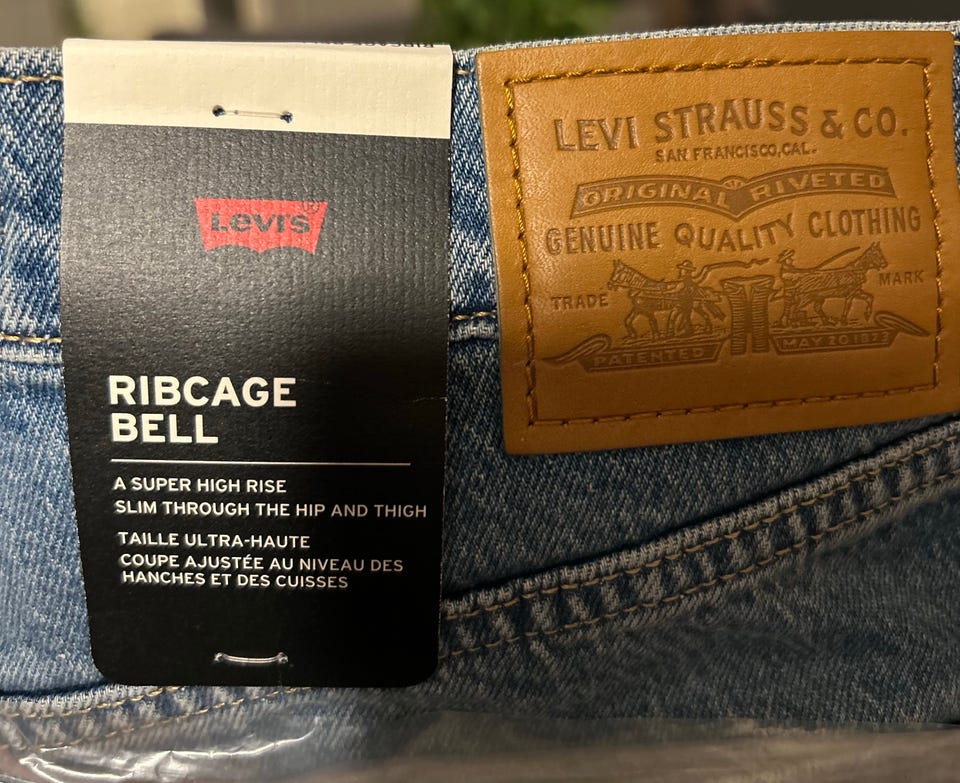 Levi's
RIBCAGE
BELL
A SUPER HIGH RISE
SLIM THROUGH THE HIP AND THIGH
TAILLE ULTRA-HAUTE
COUPE AJUSTÉE AU NIVEAU DES
HANCHES ET DES CUISSES
LEVI STRAUSS & CO.
SAN FRANCISCO, CAL.
ORIGINAL RIVETED
GENUINE QUALITY CLOTHING
TRADE MARK
PATENTED MAY 20 1873